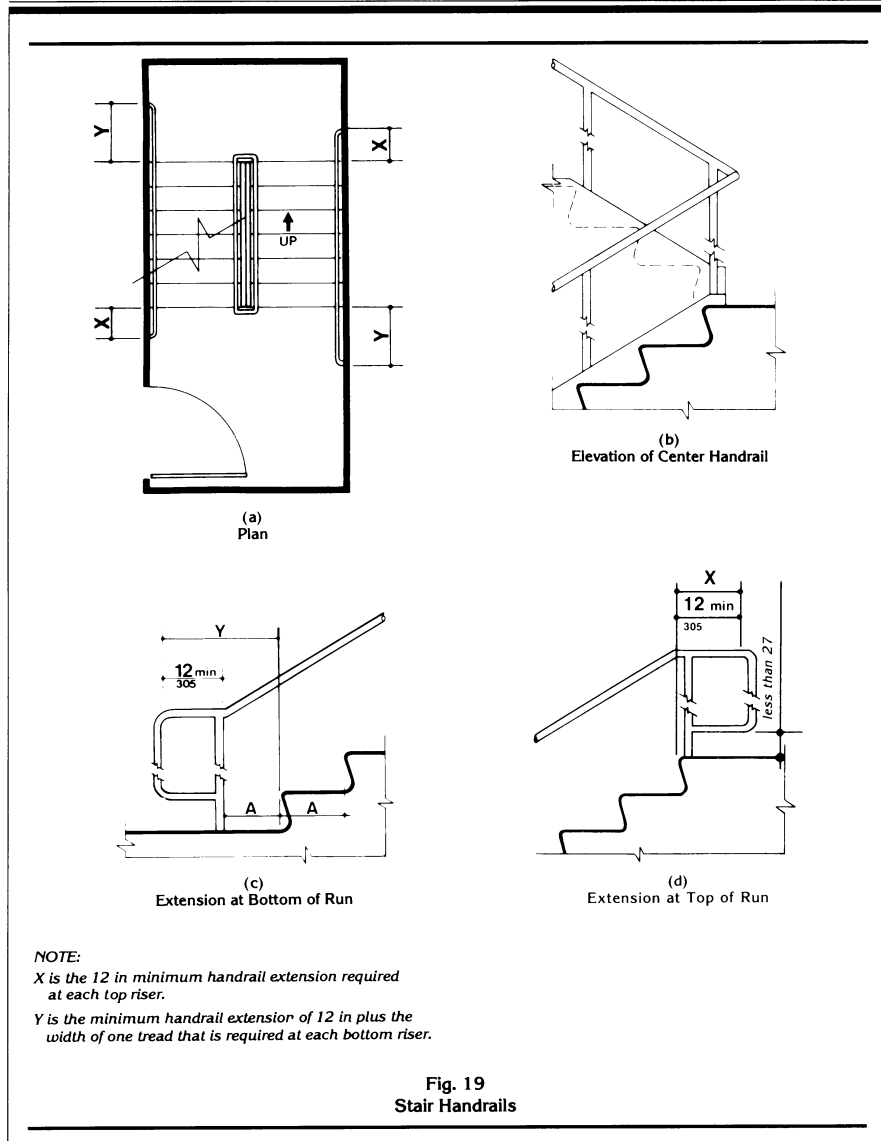 Y
X
UP
X
Y
(a)
Plan
(b)
Elevation of Center Handrail
Y
12 min
305
A
A
(c)
Extension at Bottom of Run
X
12 min
305
less than 27
(d)
Extension at Top of Run
NOTE:
X is the 12 in minimum handrail extension required
at each top riser.
Y is the minimum handrail extension of 12 in plus the
width of one tread that is required at each bottom riser.
Fig. 19
Stair Handrails